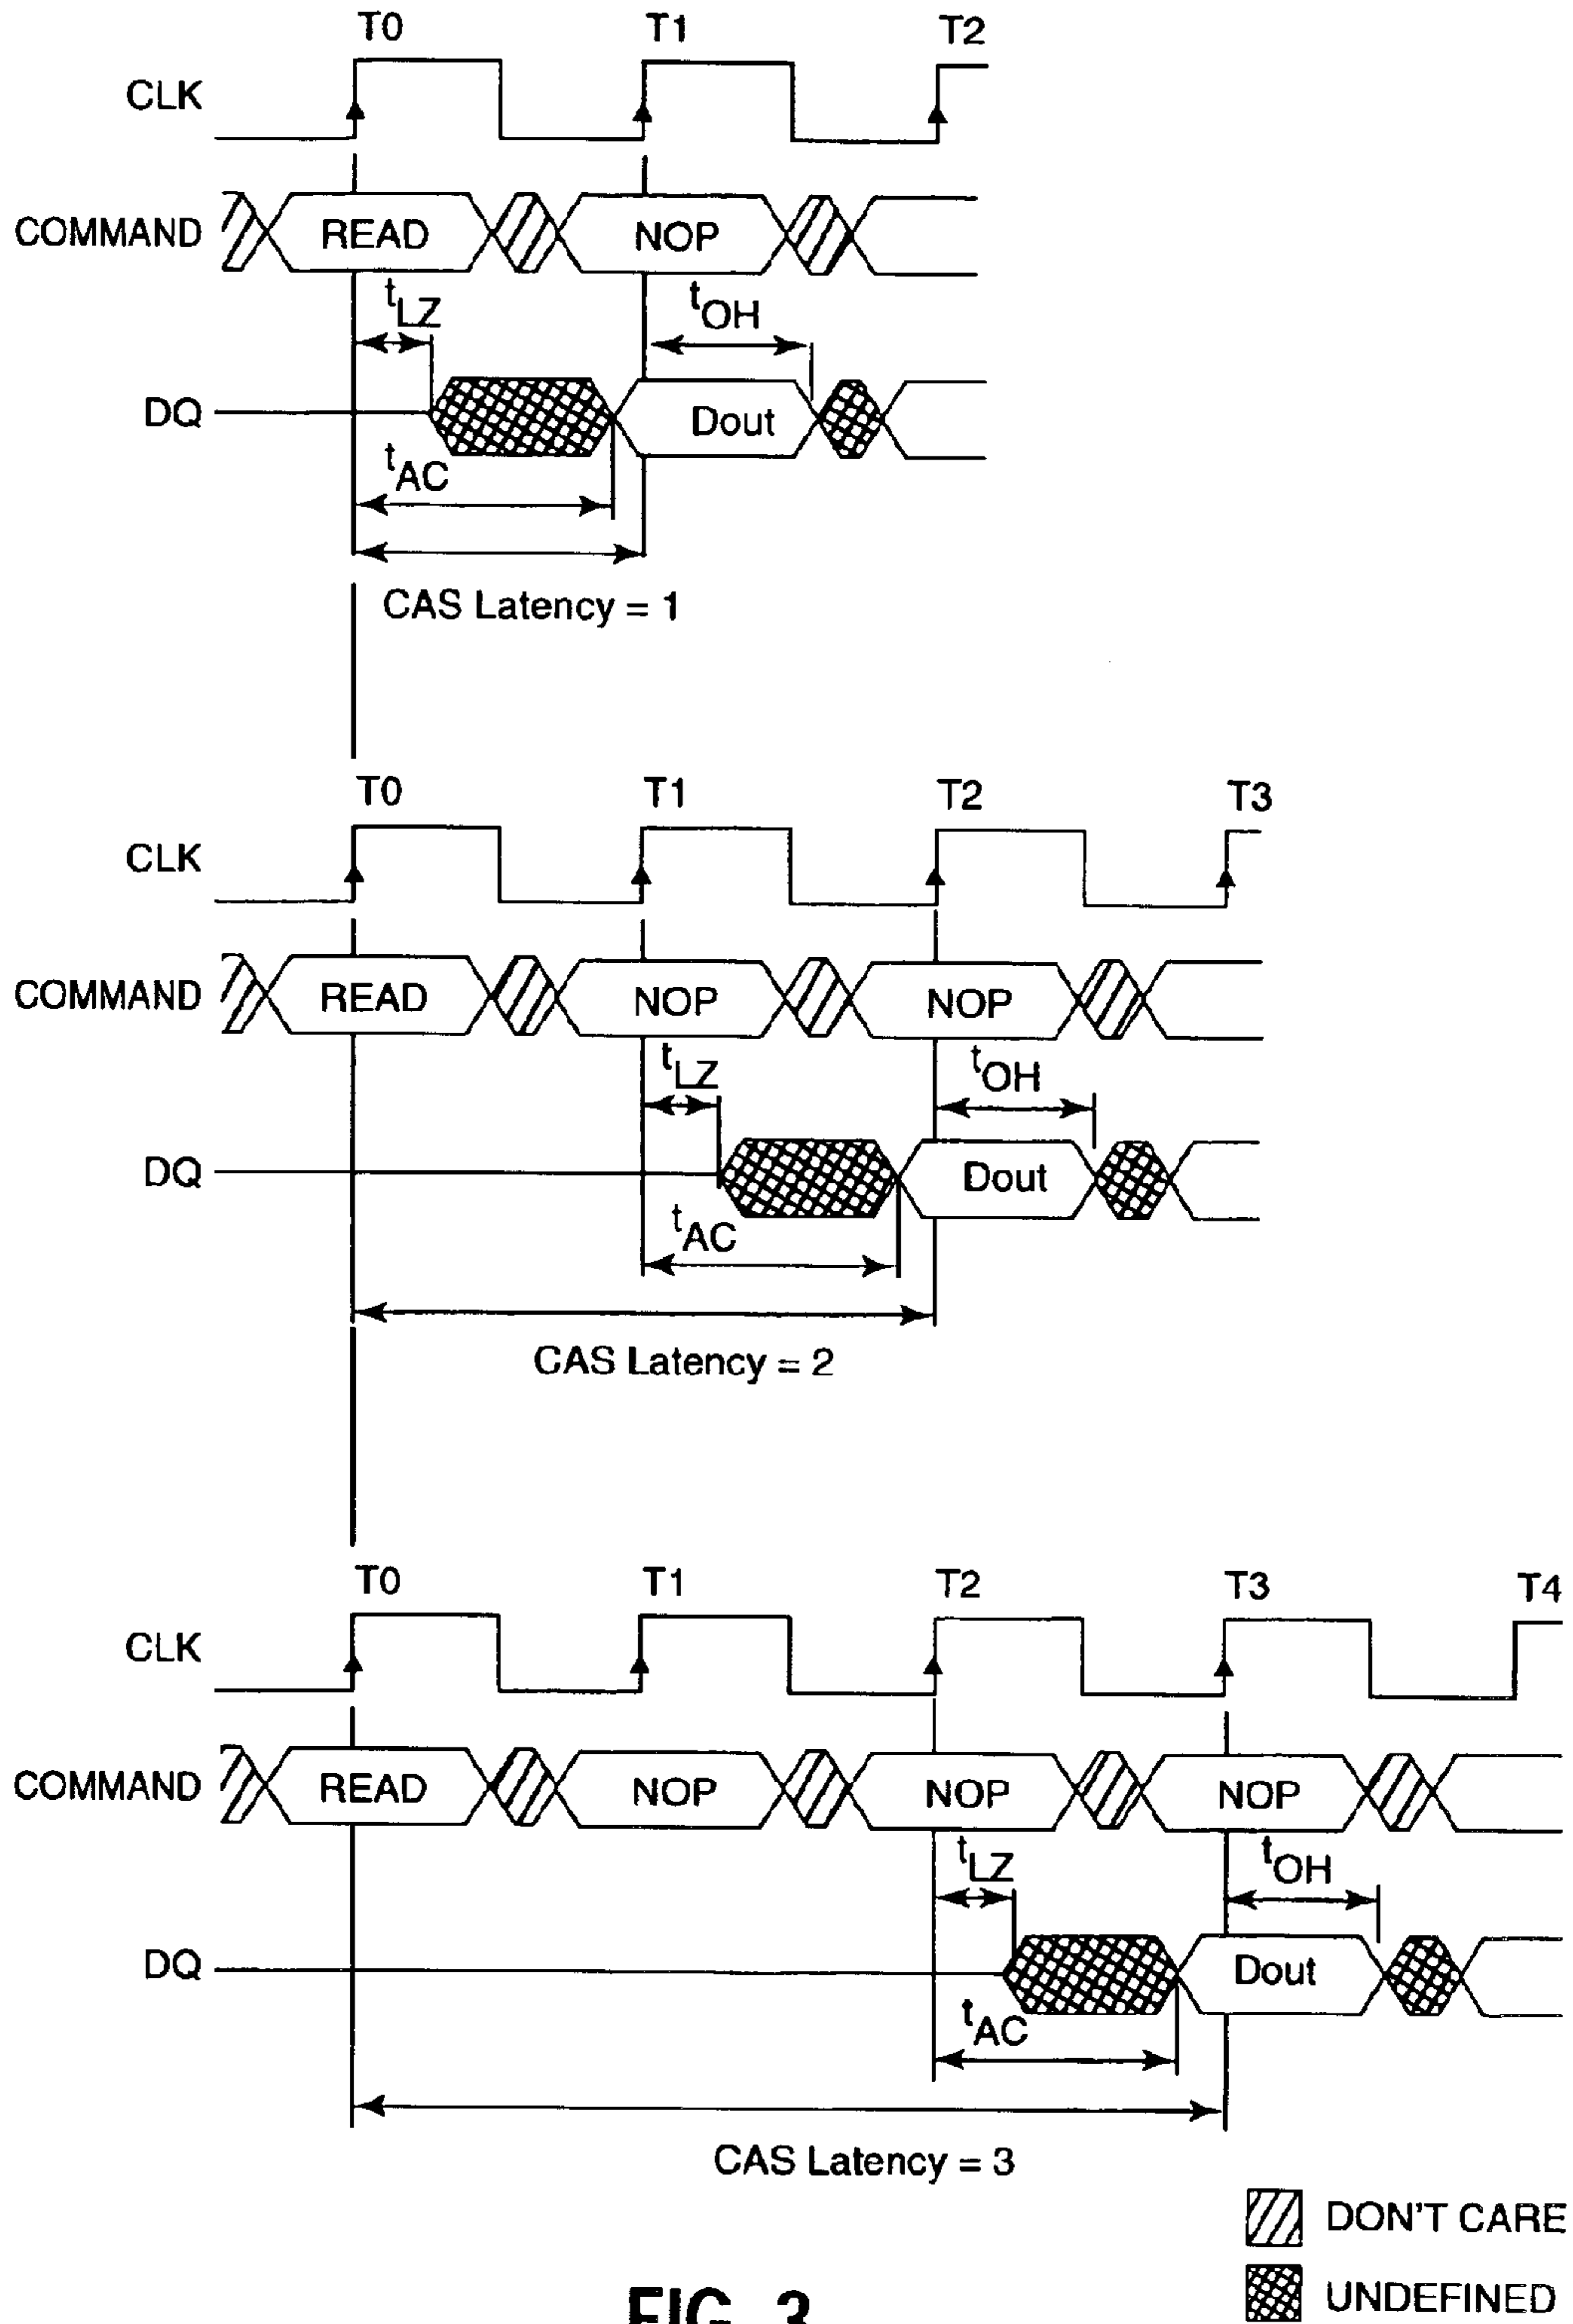 T0 T1 T2
CLK
COMMAND READ NOP
tLZ tOH
DQ Dout
tAC
CAS Latency = 1
T0 T1 T2 T3
CLK
COMMAND READ NOP NOP
tLZ tOH
DQ Dout
tAC
CAS Latency = 2
T0 T1 T2 T3 T4
CLK
COMMAND READ NOP NOP NOP
tLZ tOH
DQ Dout
tAC
CAS Latency = 3
DON'T CARE
UNDEFINED
FIG. 3